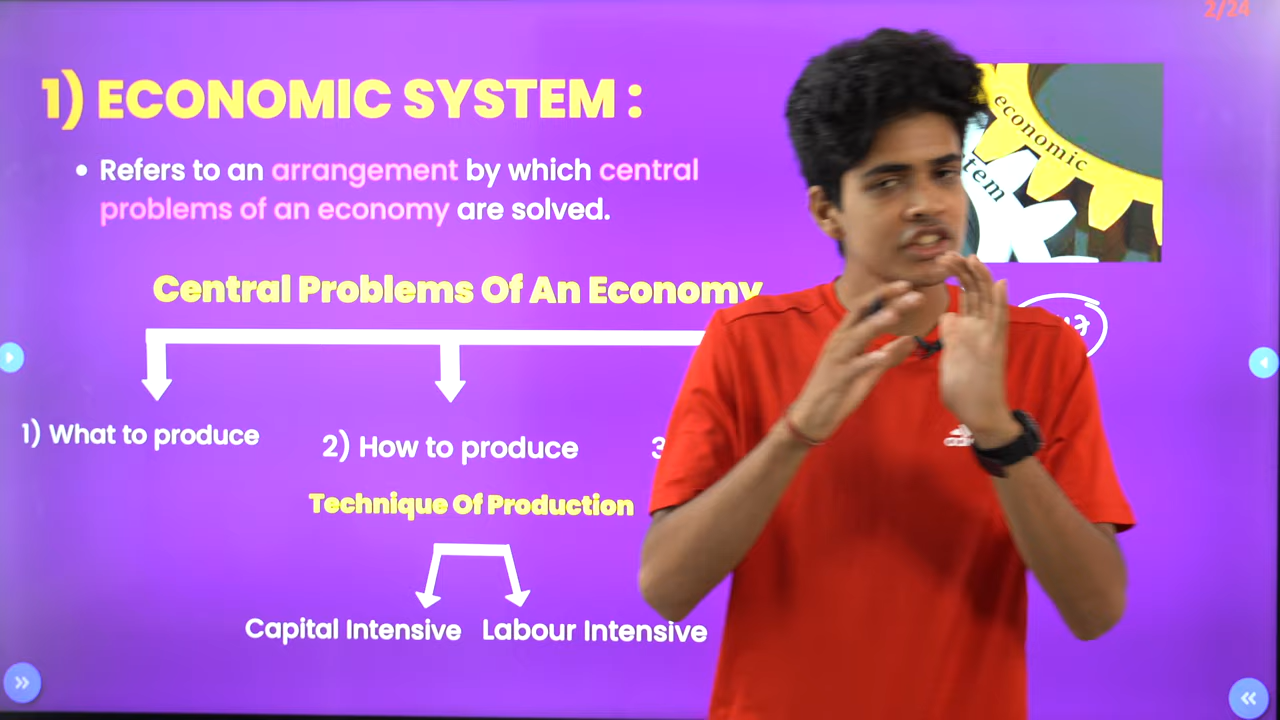 2/24
1) ECONOMIC SYSTEM :
economic
• Refers to an arrangement by which central
problems of an economy are solved.
Central Problems Of An Economy
1) What to produce
2) How to produce
3
Technique Of Production
Capital Intensive
Labour Intensive